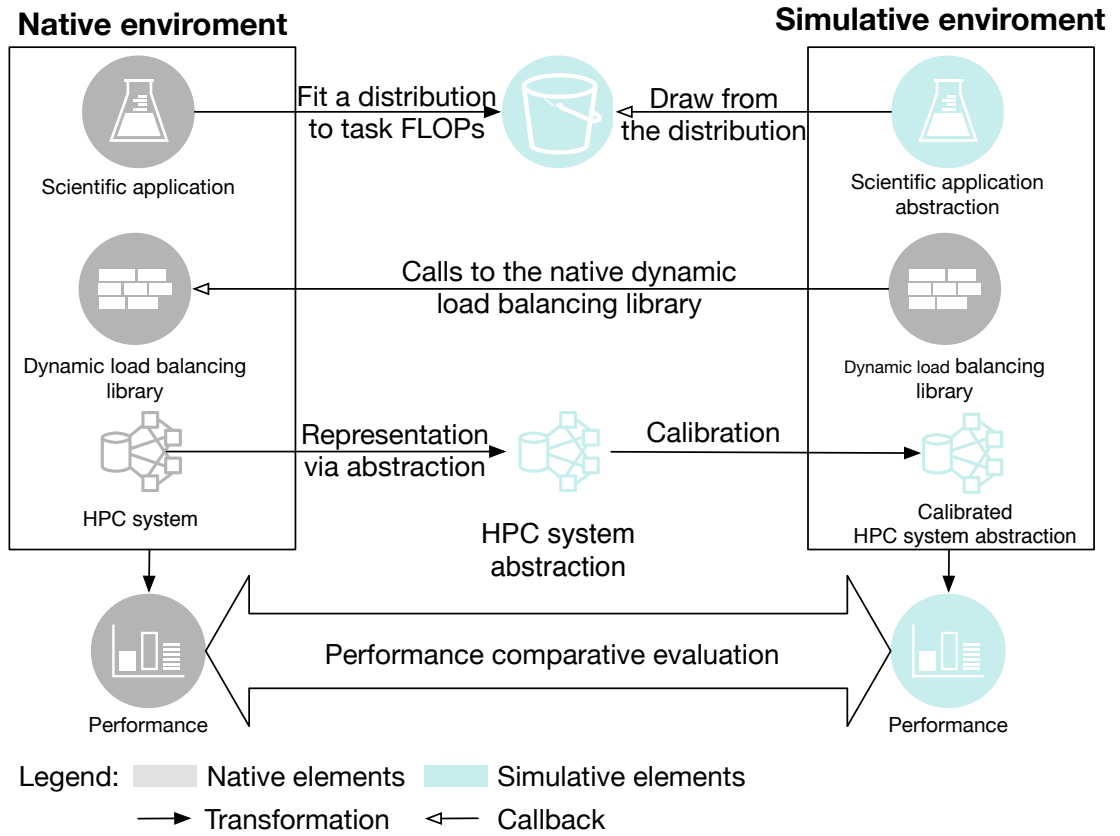 Native enviroment
Simulative enviroment
Fit a distribution
to task FLOPs
Draw from
the distribution
Scientific application
Scientific application
abstraction
Calls to the native dynamic
load balancing library
Dynamic load balancing
library
Dynamic load balancing
library
Representation
via abstraction
Calibration
HPC system
HPC system
abstraction
Calibrated
HPC system abstraction
Performance comparative evaluation
Performance
Performance
Legend: Native elements Simulative elements
Transformation Callback